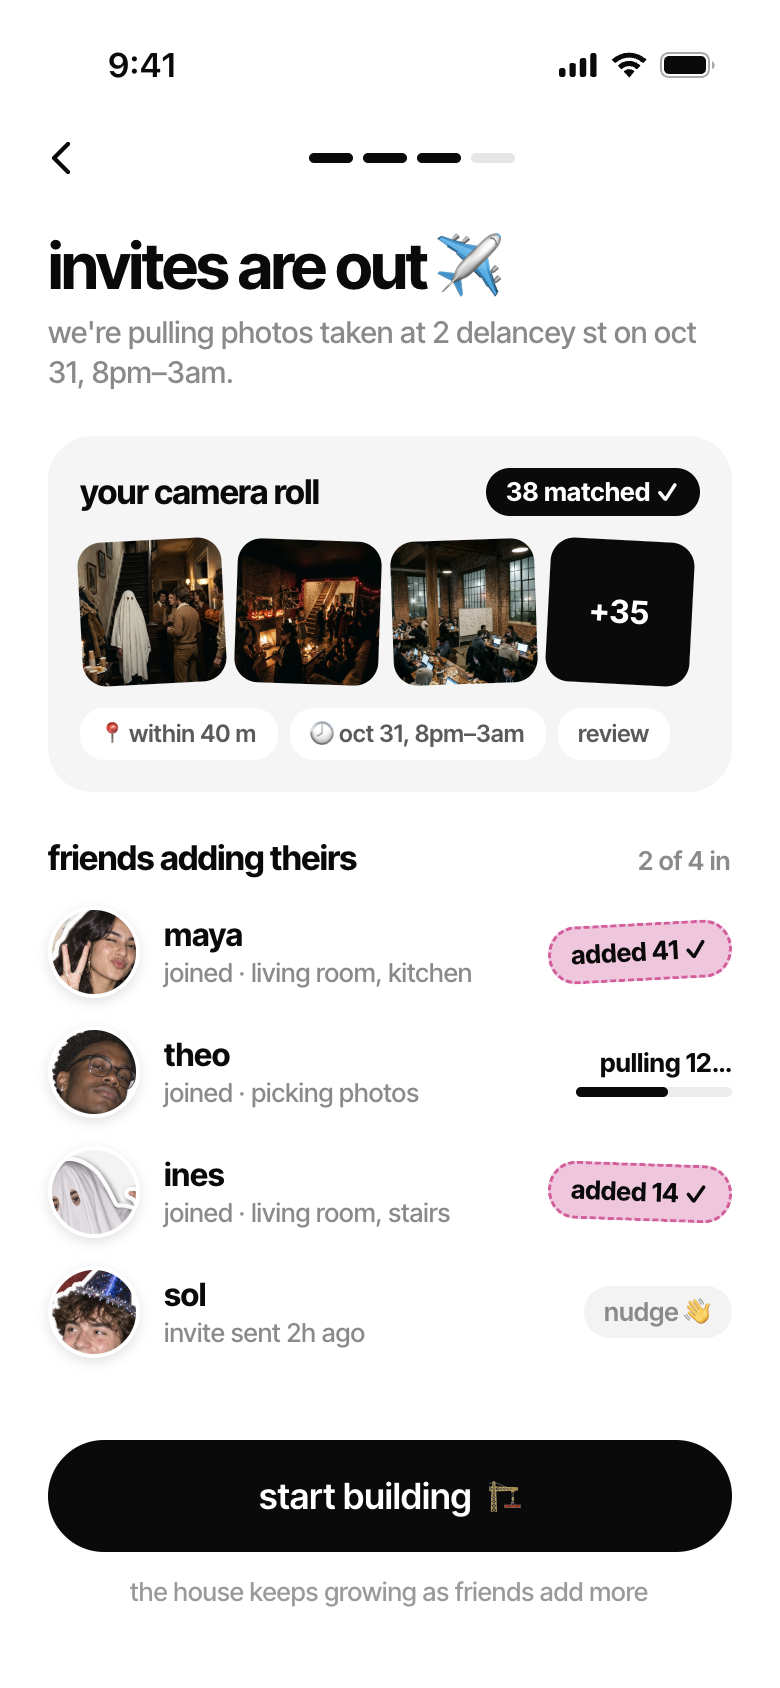 9:41
invites are out ✈️
we're pulling photos taken at 2 delancey st on oct
31, 8pm–3am.
your camera roll
38 matched ✓
+35
📍 within 40 m
🕗 oct 31, 8pm–3am
review
friends adding theirs
2 of 4 in
maya
joined · living room, kitchen
added 41 ✓
theo
joined · picking photos
pulling 12...
ines
joined · living room, stairs
added 14 ✓
sol
invite sent 2h ago
nudge 👋
start building 🏗️
the house keeps growing as friends add more